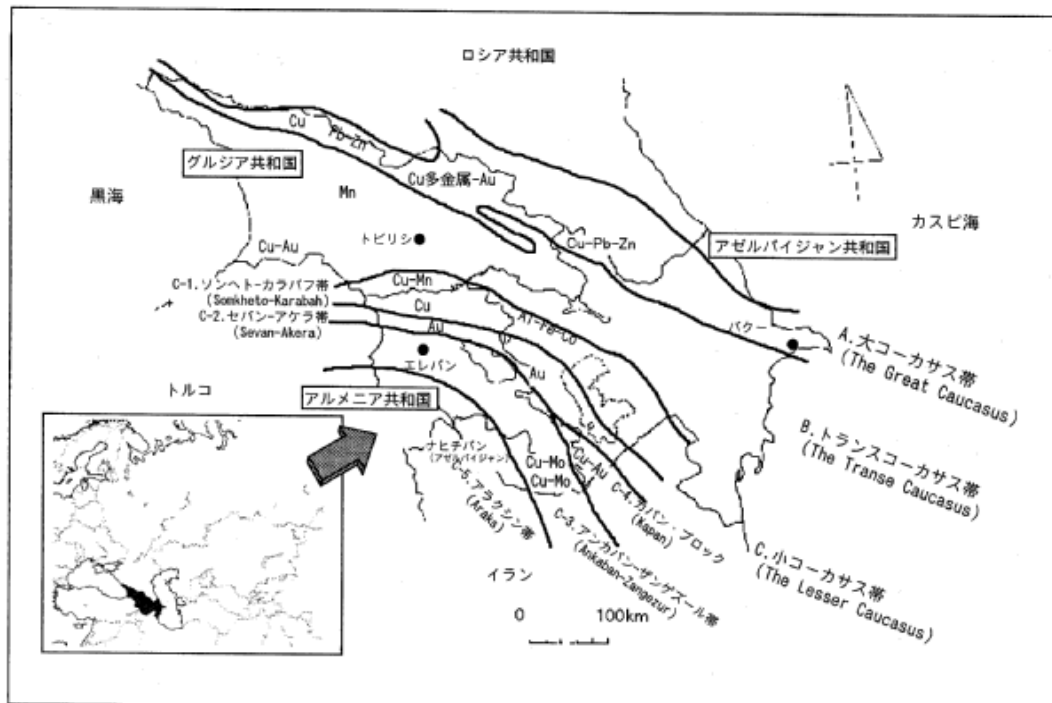 ロシア共和国
Cu
Pb-Zn
グルジア共和国
Cu多金属-Au
黒海
Mn
カスピ海
トビリシ
Cu-Pb-Zn
アゼルバイジャン共和国
Cu-Au
C-1.ソンヘト-カラバフ帯
(Somkheto-Karabah)
Cu-Mn
C-2.セバン-アケラ帯
(Sevan-Akera)
Cu
Al-Fe-Co
Au
バクー
エレバン
Au
A.大コーカサス帯
(The Great Caucasus)
トルコ
アルメニア共和国
B.トランスコーカサス帯
(The Transe Caucasus)
ナヒチバン
(アゼルバイジャン)
Cu-Mo
Cu-Mo
Cu-Au
C-4.カパン・ブロック
(Kapan)
C-5.アラクシン帯
(Araka)
C-3.アンカバン-ザンゲズール帯
(Ankaban-Zangezur)
C.小コーカサス帯
(The Lesser Caucasus)
イラン
0 100km